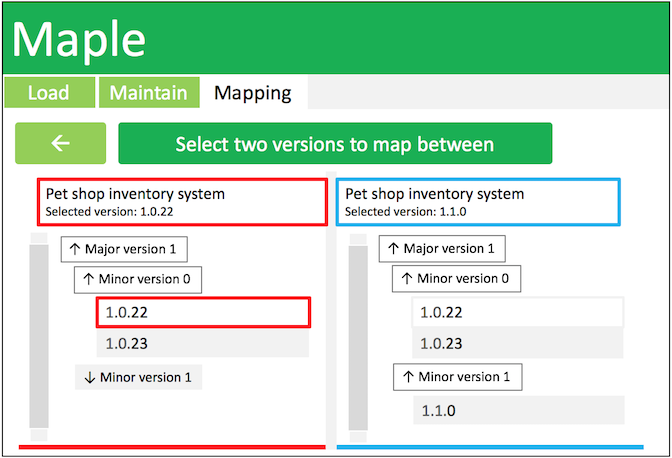 Maple
Load
Maintain
Mapping
←
Select two versions to map between
Pet shop inventory system
Selected version: 1.0.22
↑ Major version 1
↑ Minor version 0
1.0.22
1.0.23
↓ Minor version 1
Pet shop inventory system
Selected version: 1.1.0
↑ Major version 1
↑ Minor version 0
1.0.22
1.0.23
↑ Minor version 1
1.1.0